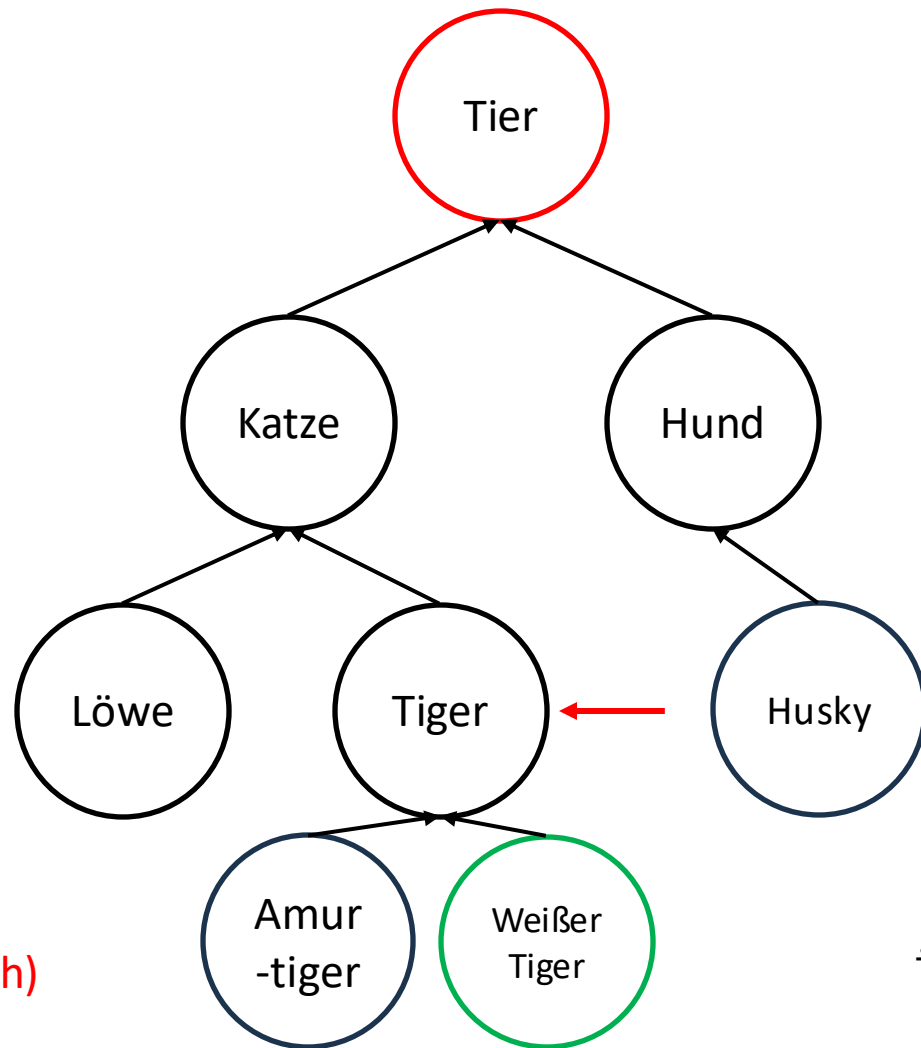 Tier
Katze
Hund
Löwe
Tiger
Husky
Amur
-tiger
Weißer
Tiger
h)